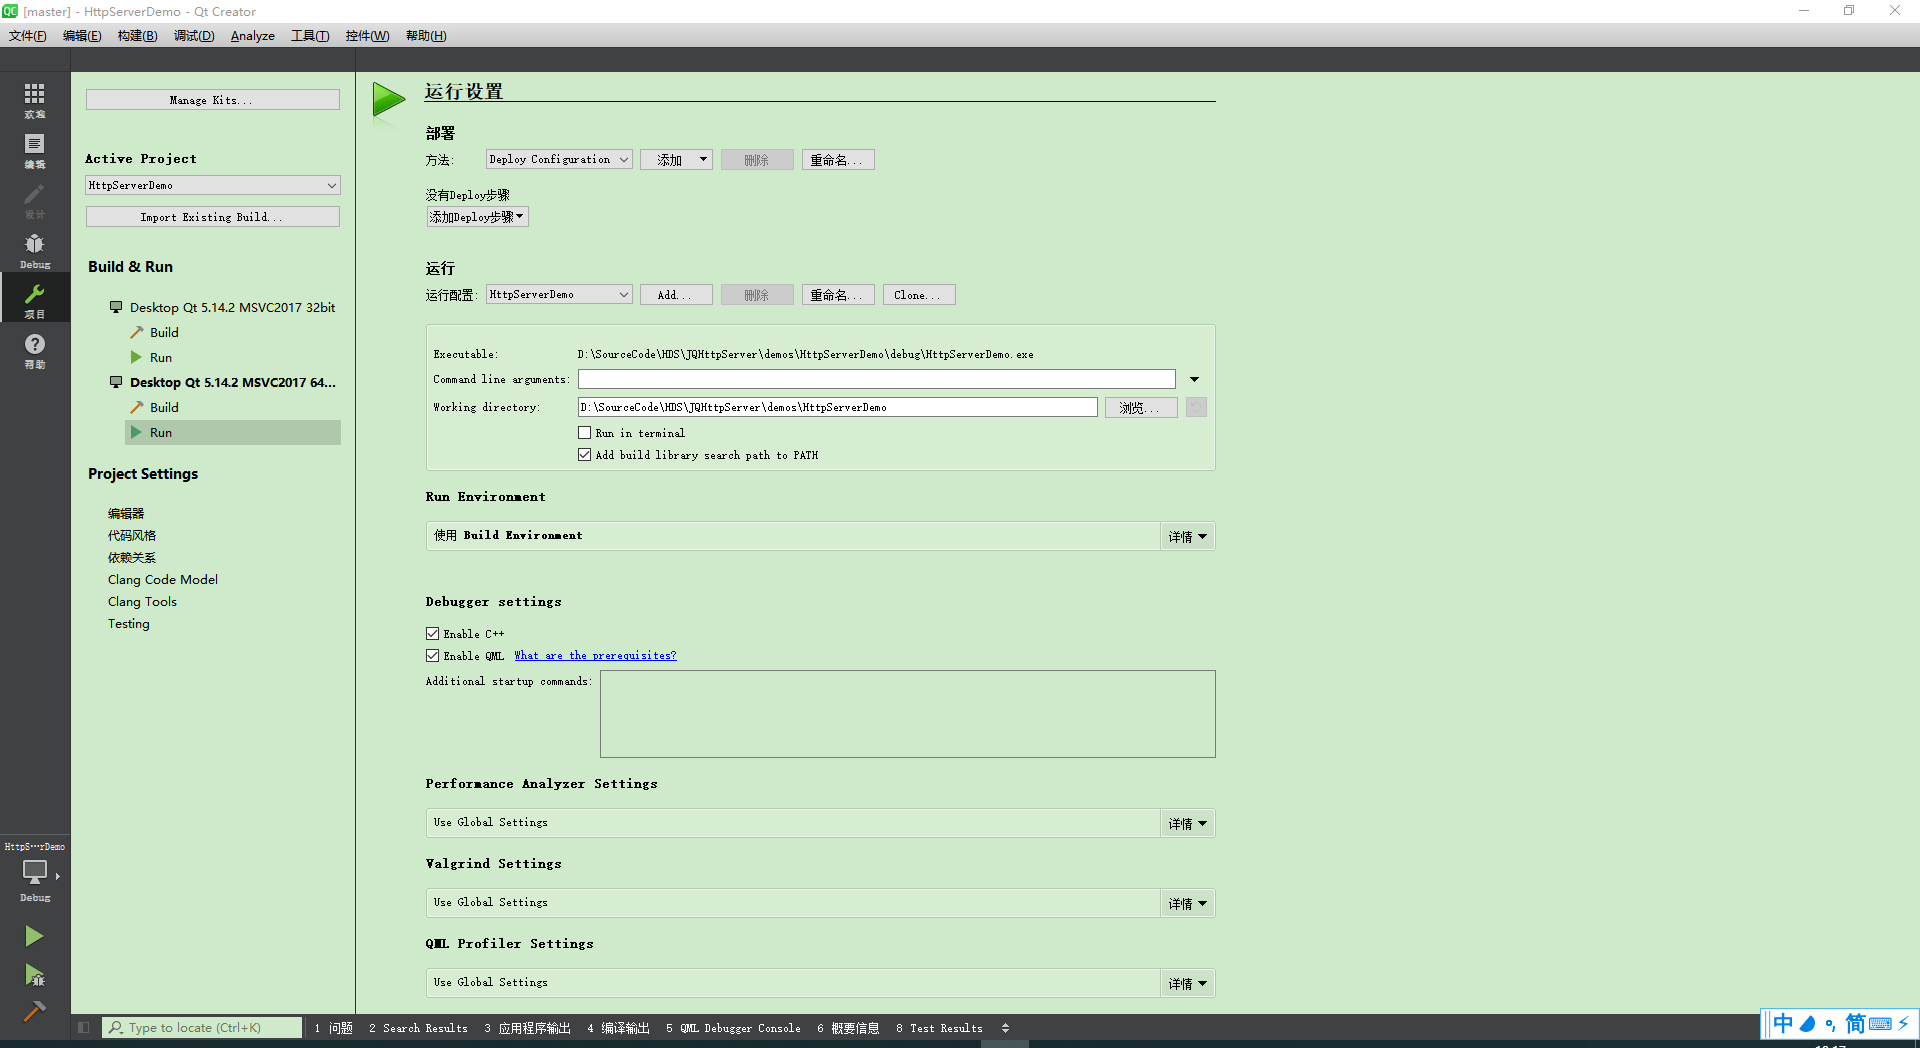 [master] - HttpServerDemo - Qt Creator
文件(F) 编辑(E) 构建(B) 调试(D) Analyze 工具(T) 控件(W) 帮助(H)
欢迎
编辑
设计
Debug
项目
帮助
HttpS···rDemo
Debug
Manage Kits...
Active Project
HttpServerDemo
Import Existing Build...
Build & Run
Desktop Qt 5.14.2 MSVC2017 32bit
Build
Run
Desktop Qt 5.14.2 MSVC2017 64...
Build
Run
Project Settings
编辑器
代码风格
依赖关系
Clang Code Model
Clang Tools
Testing
运行设置
部署
方法: Deploy Configuration 添加 删除 重命名...
没有Deploy步骤
添加Deploy步骤
运行
运行配置: HttpServerDemo Add... 删除 重命名... Clone...
Executable: D:\SourceCode\HDS\JQHttpServer\demos\HttpServerDemo\debug\HttpServerDemo.exe
Command line arguments:
Working directory: D:\SourceCode\HDS\JQHttpServer\demos\HttpServerDemo 浏览...
Run in terminal
Add build library search path to PATH
Run Environment
使用 Build Environment 详情
Debugger settings
Enable C++
Enable QML What are the prerequisites?
Additional startup commands:
Performance Analyzer Settings
Use Global Settings 详情
Valgrind Settings
Use Global Settings 详情
QML Profiler Settings
Use Global Settings 详情
Type to locate (Ctrl+K) 1 问题 2 Search Results 3 应用程序输出 4 编译输出 5 QML Debugger Console 6 概要信息 8 Test Results
中 简